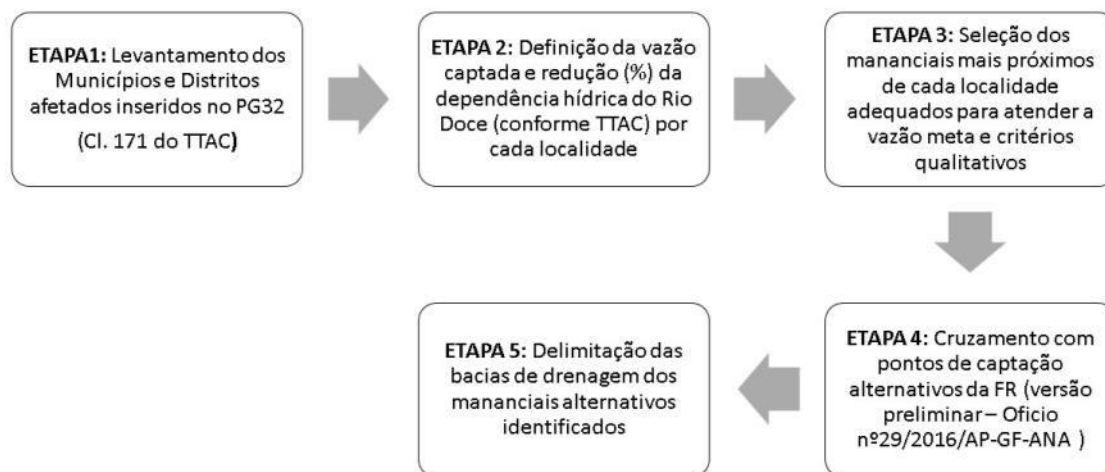 ETAPA1: Levantamento dos
Municípios e Distritos
afetados inseridos no PG32
(Cl. 171 do TTAC)
ETAPA 2: Definição da vazão
captada e redução (%) da
dependência hídrica do Rio
Doce (conforme TTAC) por
cada localidade
ETAPA 3: Seleção dos
mananciais mais próximos
de cada localidade
adequados para atender a
vazão meta e critérios
qualitativos
ETAPA 4: Cruzamento com
pontos de captação
alternativos da FR (versão
preliminar – Oficio
nº29/2016/AP-GF-ANA )
ETAPA 5: Delimitação das
bacias de drenagem dos
mananciais alternativos
identificados